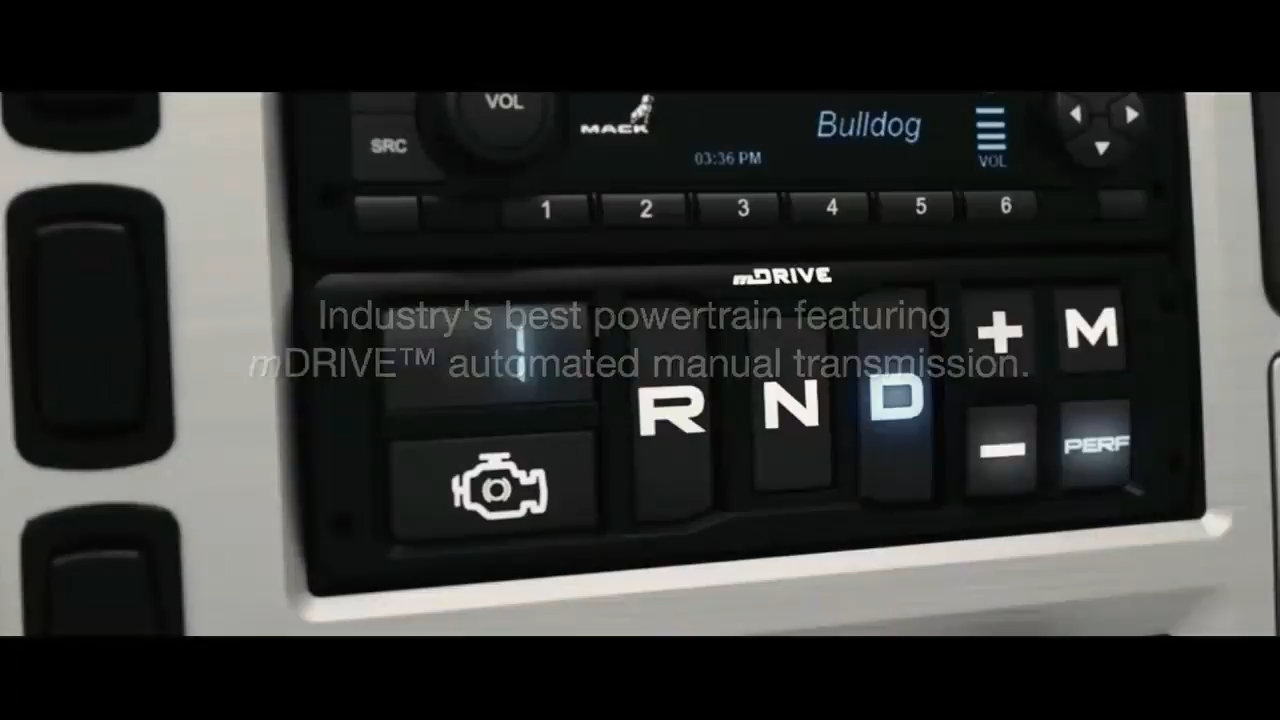 VOL
SRC
MACK
Bulldog
03:36 PM
VOL
1 2 3 4 5 6
mDRIVE
Industry's best powertrain featuring
mDRIVE™ automated manual transmission.
1
R N D + M
- PERF